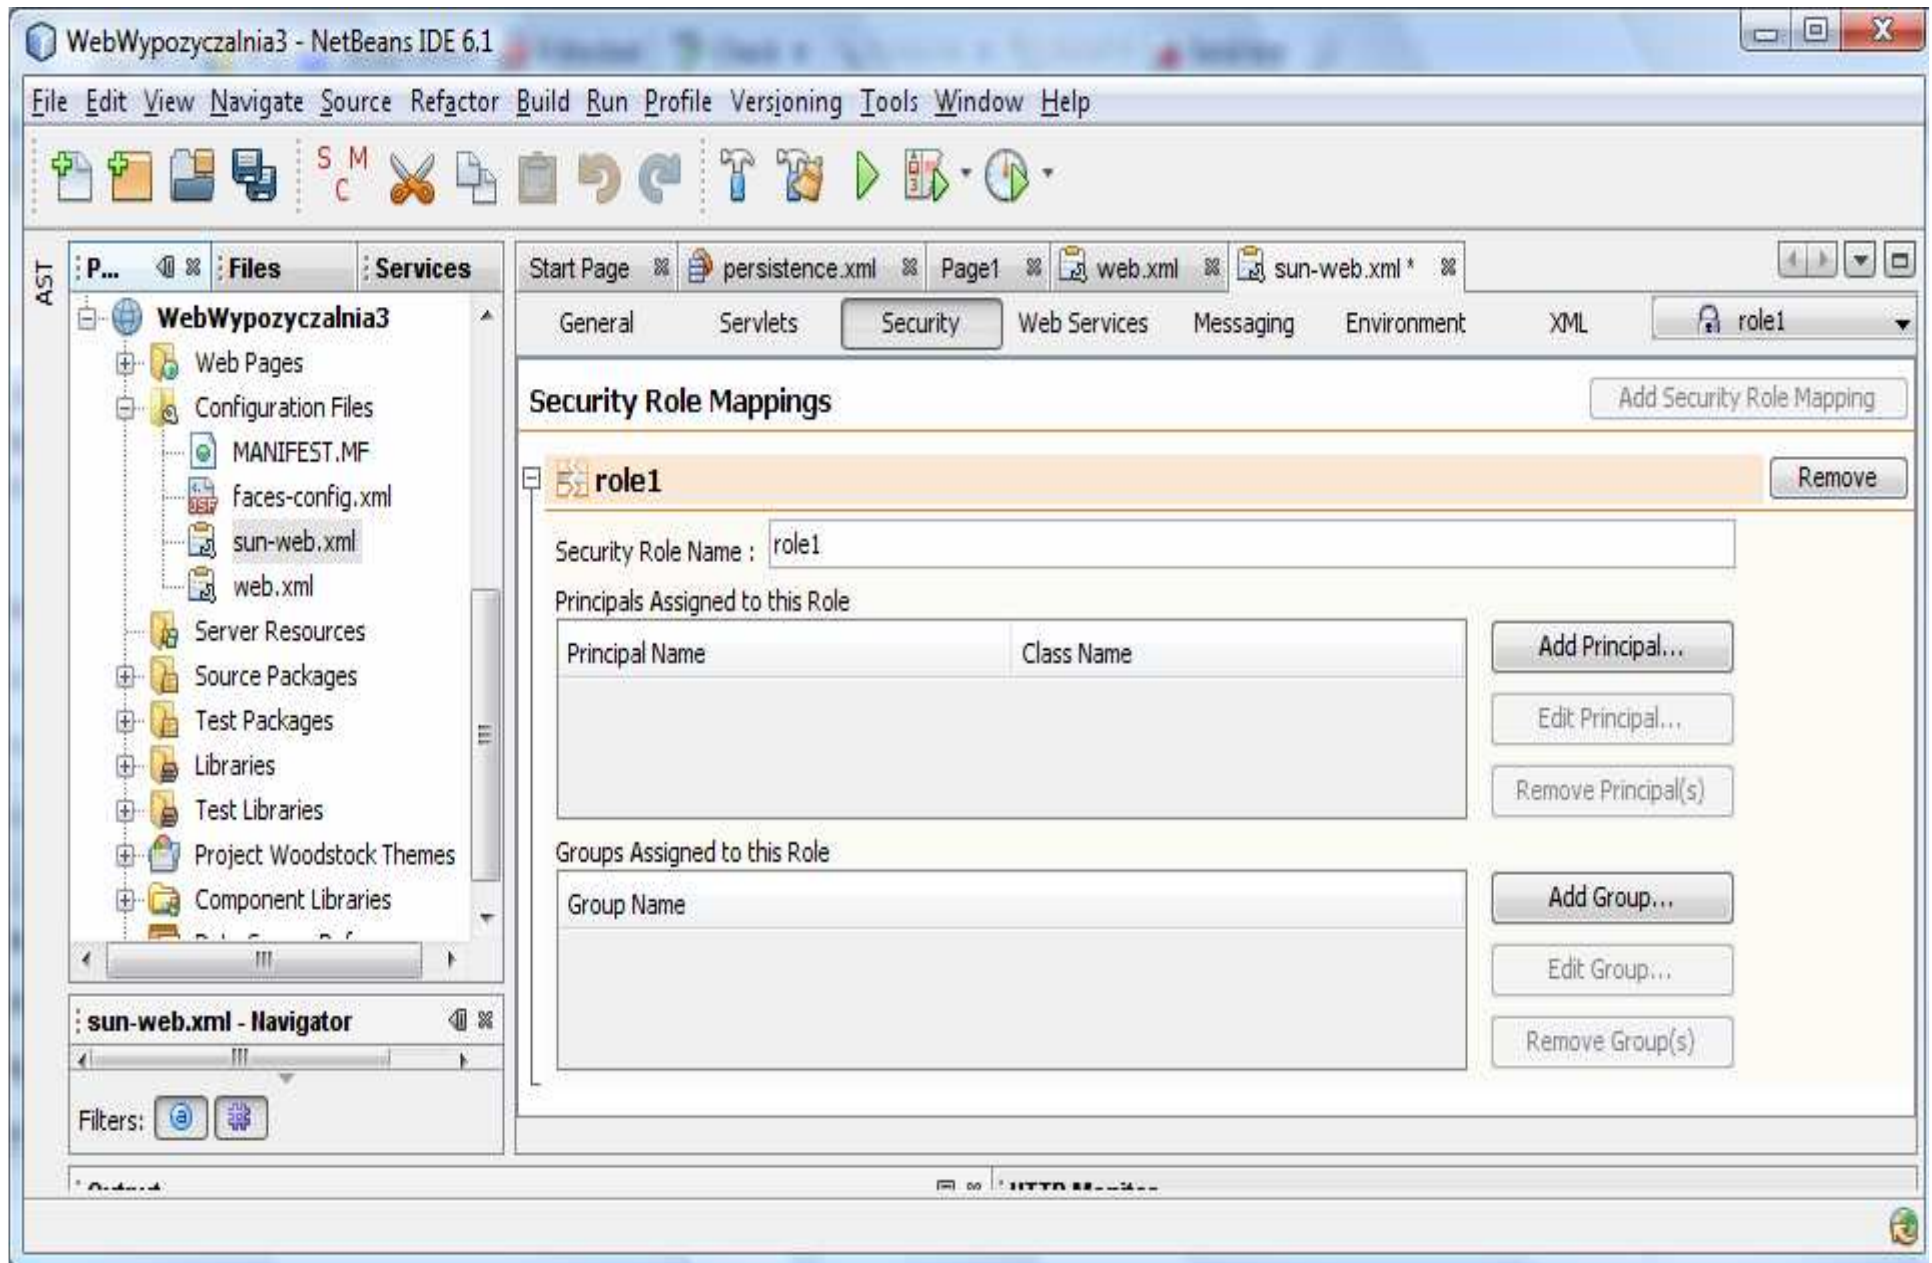 WebWypozyczalnia3 - NetBeans IDE 6.1
File Edit View Navigate Source Refactor Build Run Profile Versioning Tools Window Help
S M C
AST
P... Files Services
WebWypozyczalnia3
Web Pages
Configuration Files
MANIFEST.MF
faces-config.xml
sun-web.xml
web.xml
Server Resources
Source Packages
Test Packages
Libraries
Test Libraries
Project Woodstock Themes
Component Libraries
sun-web.xml - Navigator
Filters:
Start Page persistence.xml Page1 web.xml sun-web.xml *
General Servlets Security Web Services Messaging Environment XML role1
Security Role Mappings Add Security Role Mapping
role1 Remove
Security Role Name : role1
Principals Assigned to this Role
Principal Name Class Name
Add Principal...
Edit Principal...
Remove Principal(s)
Groups Assigned to this Role
Group Name
Add Group...
Edit Group...
Remove Group(s)
Output HTTP Monitor